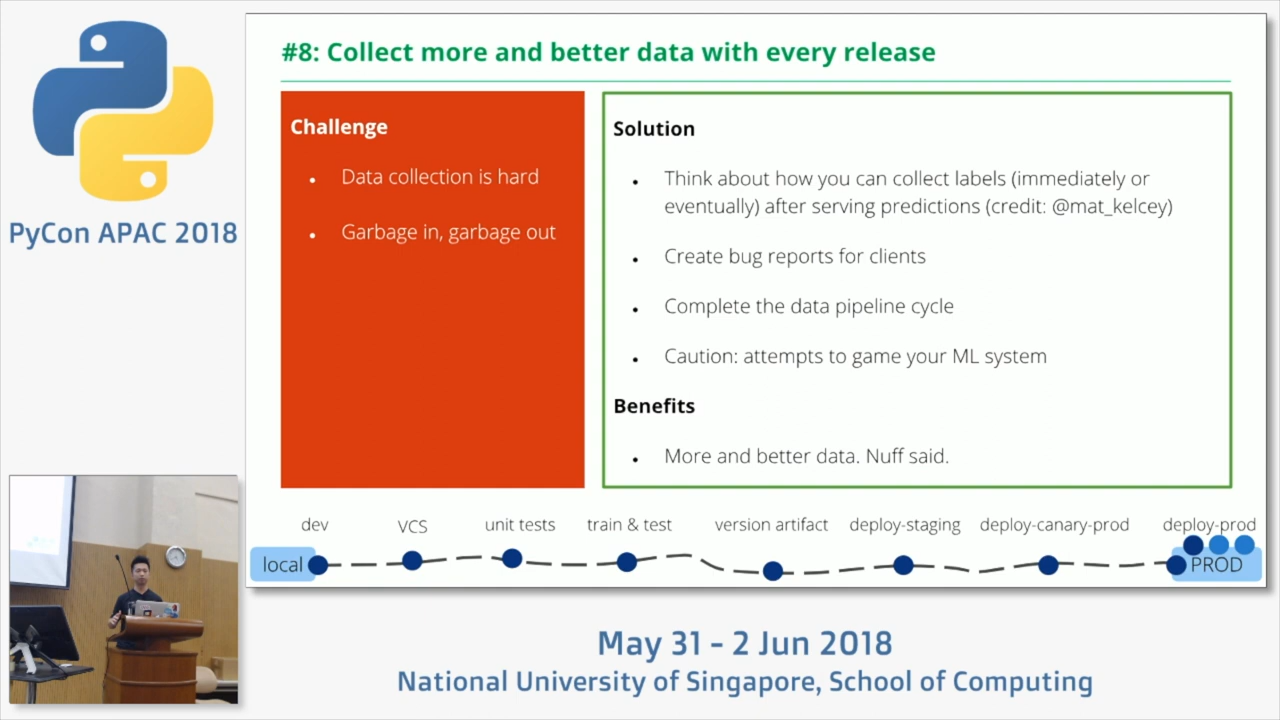 #8: Collect more and better data with every release
Challenge
• Data collection is hard
• Garbage in, garbage out
Solution
• Think about how you can collect labels (immediately or
eventually) after serving predictions (credit: @mat_kelcey)
• Create bug reports for clients
• Complete the data pipeline cycle
• Caution: attempts to game your ML system
Benefits
• More and better data. Nuff said.
dev VCS unit tests train & test version artifact deploy-staging deploy-canary-prod deploy-prod
local PROD
PyCon APAC 2018
May 31 - 2 Jun 2018
National University of Singapore, School of Computing